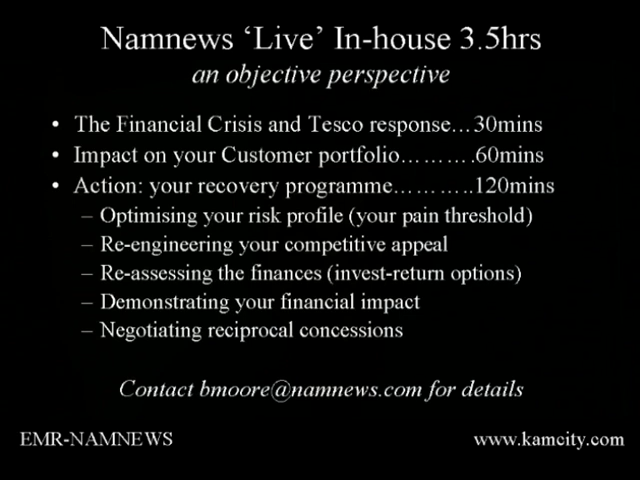 Namnews ‘Live’ In-house 3.5hrs
an objective perspective
• The Financial Crisis and Tesco response…30mins
• Impact on your Customer portfolio……….60mins
• Action: your recovery programme………..120mins
– Optimising your risk profile (your pain threshold)
– Re-engineering your competitive appeal
– Re-assessing the finances (invest-return options)
– Demonstrating your financial impact
– Negotiating reciprocal concessions
Contact bmoore@namnews.com for details
EMR-NAMNEWS
www.kamcity.com